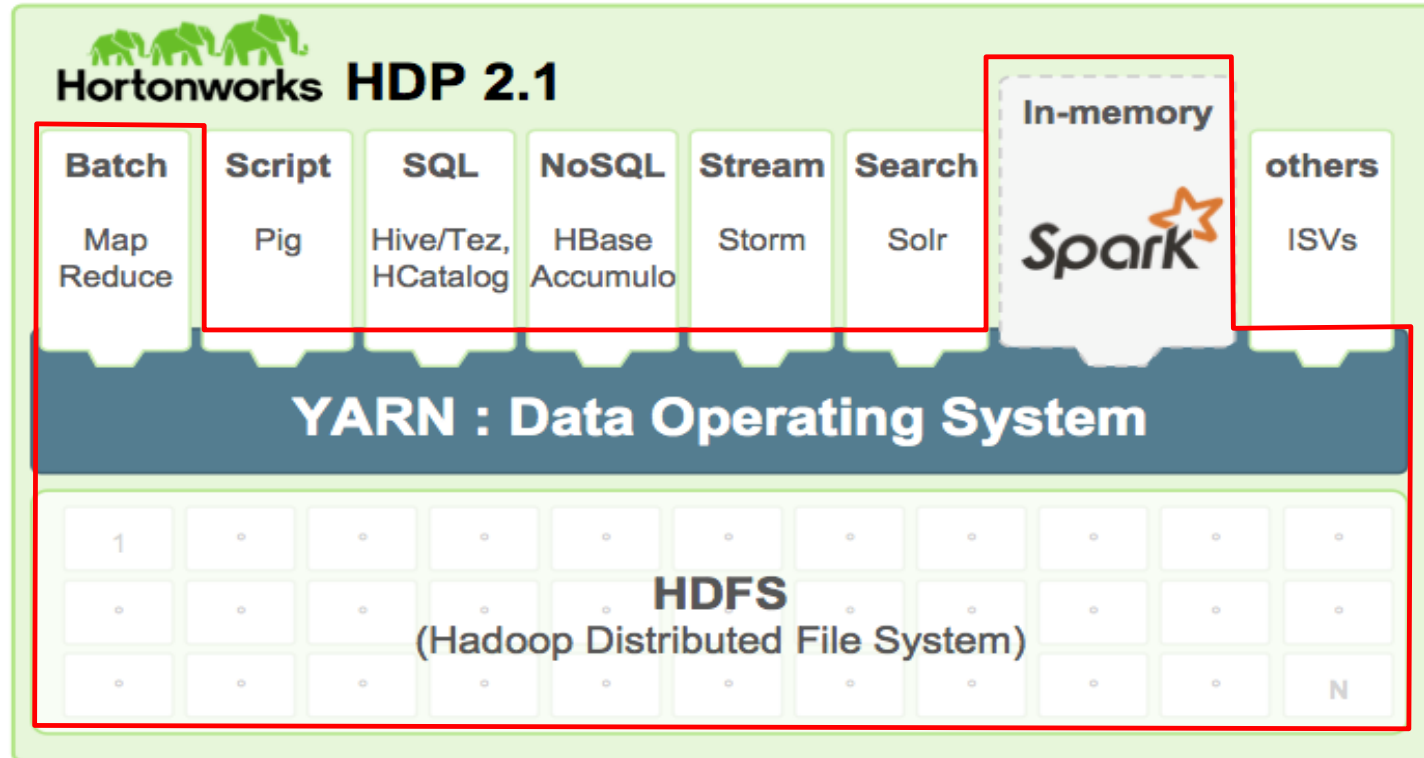 Hortonworks HDP 2.1
Batch
Map
Reduce
Script
Pig
SQL
Hive/Tez,
HCatalog
NoSQL
HBase
Accumulo
Stream
Storm
Search
Solr
In-memory
Spark
others
ISVs
YARN : Data Operating System
1
HDFS
(Hadoop Distributed File System)
N